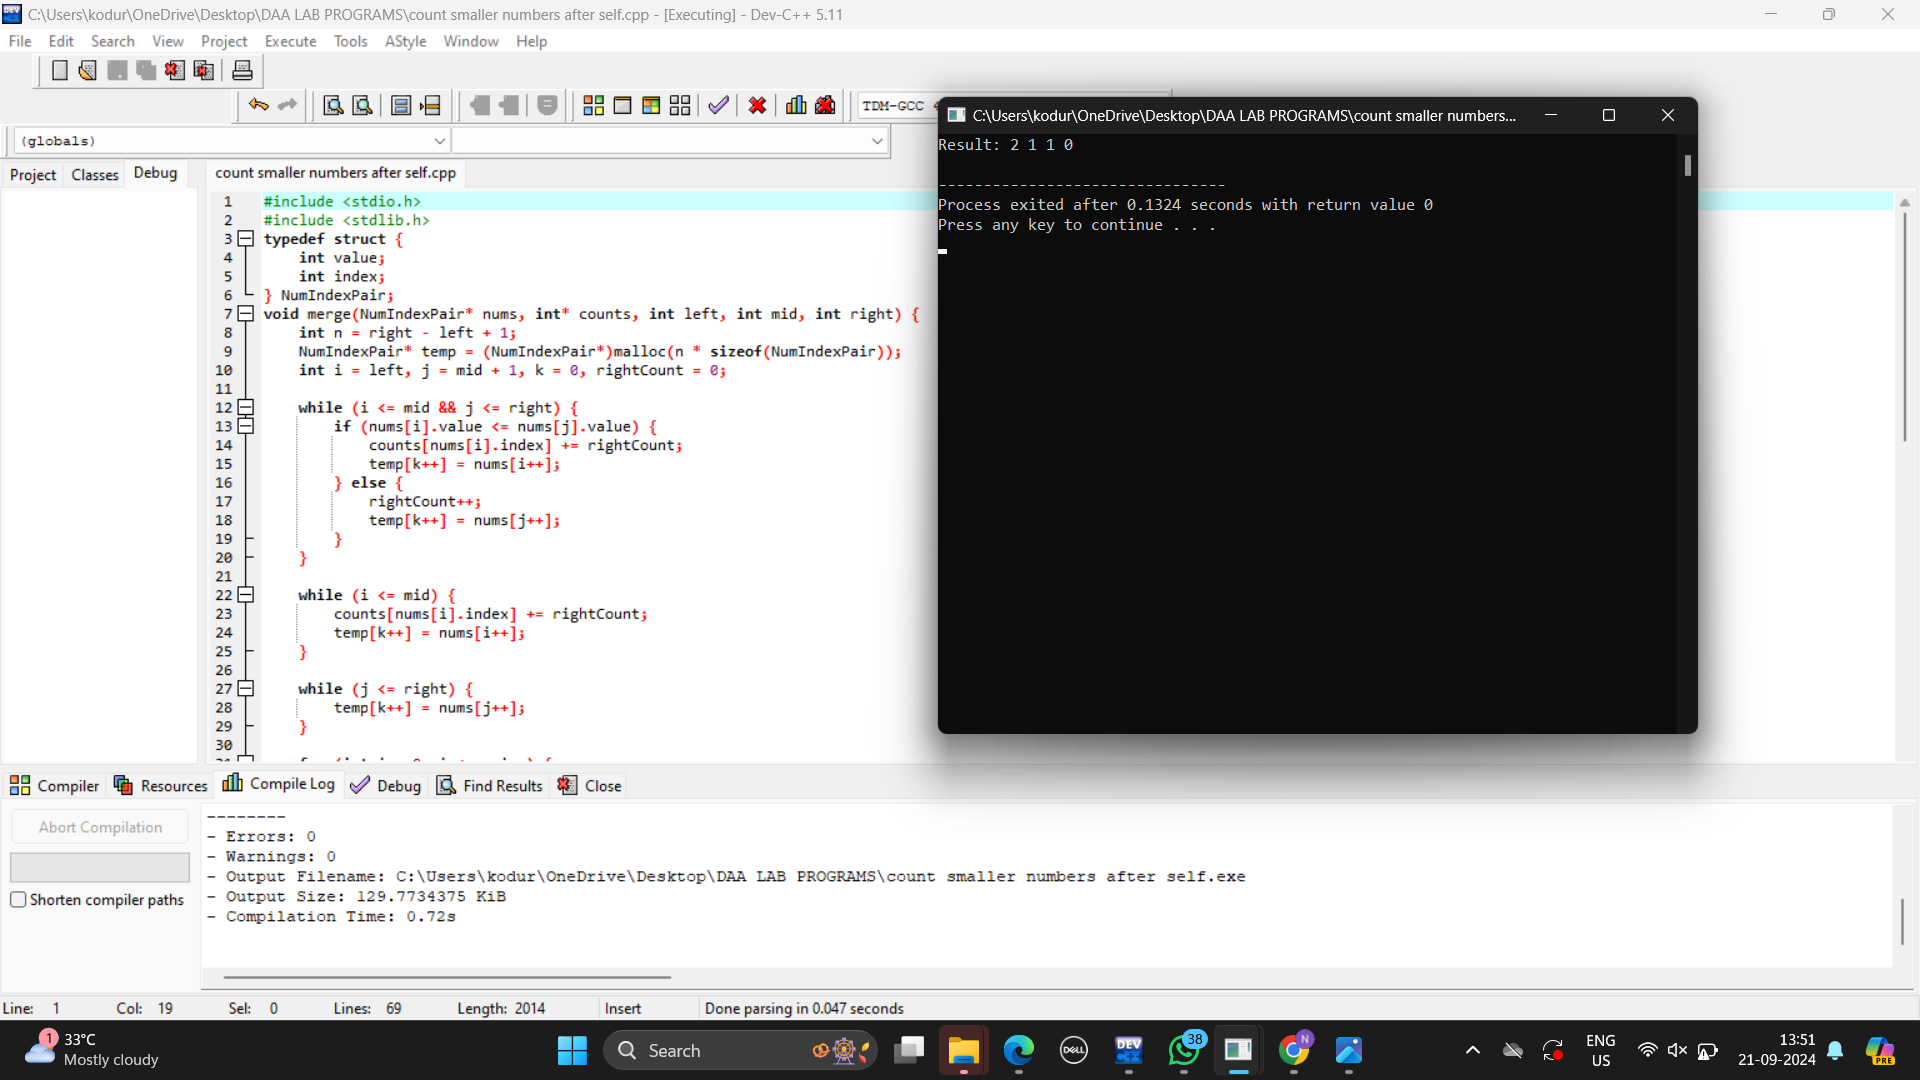 C:\Users\kodur\OneDrive\Desktop\DAA LAB PROGRAMS\count smaller numbers after self.cpp - [Executing] - Dev-C++ 5.11
File Edit Search View Project Execute Tools AStyle Window Help
TDM-GCC 4
(globals)
Project Classes Debug
count smaller numbers after self.cpp
1 #include <stdio.h>
2 #include <stdlib.h>
3 typedef struct {
4 int value;
5 int index;
6 } NumIndexPair;
7 void merge(NumIndexPair* nums, int* counts, int left, int mid, int right) {
8 int n = right - left + 1;
9 NumIndexPair* temp = (NumIndexPair*)malloc(n * sizeof(NumIndexPair));
10 int i = left, j = mid + 1, k = 0, rightCount = 0;
11
12 while (i <= mid && j <= right) {
13 if (nums[i].value <= nums[j].value) {
14 counts[nums[i].index] += rightCount;
15 temp[k++] = nums[i++];
16 } else {
17 rightCount++;
18 temp[k++] = nums[j++];
19 }
20 }
21
22 while (i <= mid) {
23 counts[nums[i].index] += rightCount;
24 temp[k++] = nums[i++];
25 }
26
27 while (j <= right) {
28 temp[k++] = nums[j++];
29 }
30
C:\Users\kodur\OneDrive\Desktop\DAA LAB PROGRAMS\count smaller numbers...
Result: 2 1 1 0
--------------------------------
Process exited after 0.1324 seconds with return value 0
Press any key to continue . . .
Compiler Resources Compile Log Debug Find Results Close
Abort Compilation
Shorten compiler paths
--------
- Errors: 0
- Warnings: 0
- Output Filename: C:\Users\kodur\OneDrive\Desktop\DAA LAB PROGRAMS\count smaller numbers after self.exe
- Output Size: 129.7734375 KiB
- Compilation Time: 0.72s
Line: 1 Col: 19 Sel: 0 Lines: 69 Length: 2014 Insert Done parsing in 0.047 seconds
1
33°C
Mostly cloudy
Search
DELL
DEV
38
N
ENG
US
13:51
21-09-2024
PRE